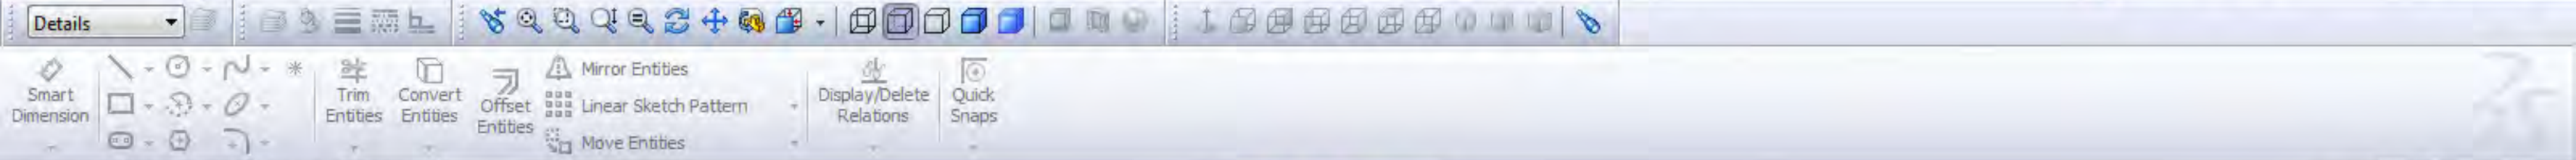 Details
Smart
Dimension
Trim
Entities
Convert
Entities
Offset
Entities
Mirror Entities
Linear Sketch Pattern
Move Entities
Display/Delete
Relations
Quick
Snaps